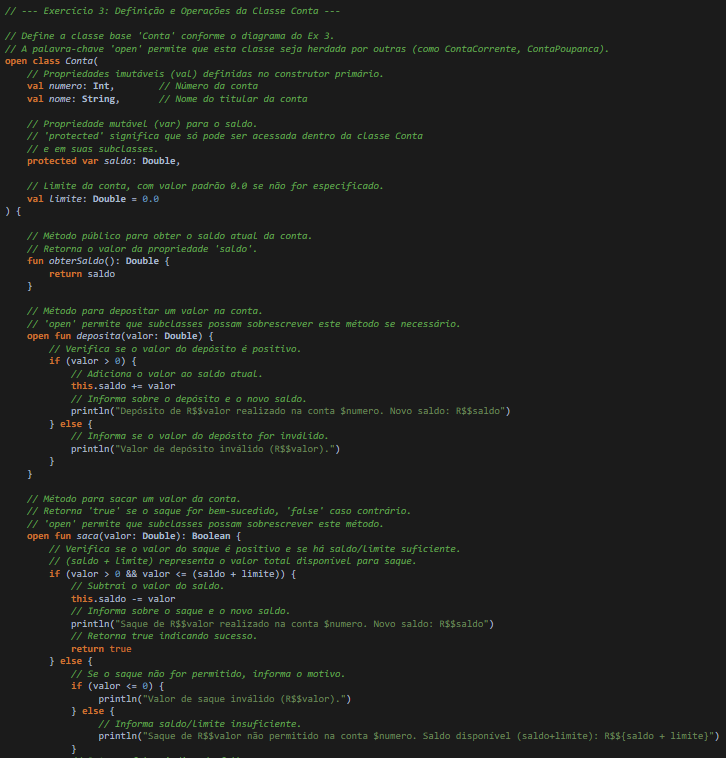 // --- Exercício 3: Definição e Operações da Classe Conta ---
// Define a classe base 'Conta' conforme o diagrama do Ex 3.
// A palavra-chave 'open' permite que esta classe seja herdada por outras (como ContaCorrente, ContaPoupanca).
open class Conta(
// Propriedades imutáveis (val) definidas no construtor primário.
val numero: Int, // Número da conta
val nome: String, // Nome do titular da conta
// Propriedade mutável (var) para o saldo.
// 'protected' significa que só pode ser acessada dentro da classe Conta
// e em suas subclasses.
protected var saldo: Double,
// Limite da conta, com valor padrão 0.0 se não for especificado.
val limite: Double = 0.0
) {
// Método público para obter o saldo atual da conta.
// Retorna o valor da propriedade 'saldo'.
fun obterSaldo(): Double {
return saldo
}
// Método para depositar um valor na conta.
// 'open' permite que subclasses possam sobrescrever este método se necessário.
open fun deposita(valor: Double) {
// Verifica se o valor do depósito é positivo.
if (valor > 0) {
// Adiciona o valor ao saldo atual.
this.saldo += valor
// Informa sobre o depósito e o novo saldo.
println("Depósito de R$$valor realizado na conta $numero. Novo saldo: R$$saldo")
} else {
// Informa se o valor do depósito for inválido.
println("Valor de depósito inválido (R$$valor).")
}
}
// Método para sacar um valor da conta.
// Retorna 'true' se o saque for bem-sucedido, 'false' caso contrário.
// 'open' permite que subclasses possam sobrescrever este método.
open fun saca(valor: Double): Boolean {
// Verifica se o valor do saque é positivo e se há saldo/limite suficiente.
// (saldo + limite) representa o valor total disponível para saque.
if (valor > 0 && valor <= (saldo + limite)) {
// Subtrai o valor do saldo.
this.saldo -= valor
// Informa sobre o saque e o novo saldo.
println("Saque de R$$valor realizado na conta $numero. Novo saldo: R$$saldo")
// Retorna true indicando sucesso.
return true
} else {
// Se o saque não for permitido, informa o motivo.
if (valor <= 0) {
println("Valor de saque inválido (R$$valor).")
} else {
// Informa saldo/limite insuficiente.
println("Saque de R$$valor não permitido na conta $numero. Saldo disponível (saldo+limite): R$${saldo + limite}")
}